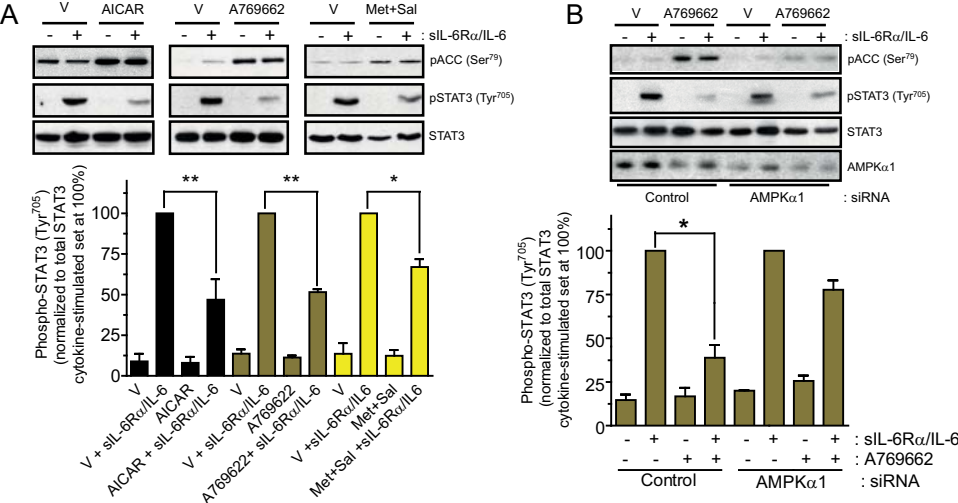 A
V AICAR V A769662 V Met+Sal
- + - + - + - + - + - + : sIL-6Rα/IL-6
pACC (Ser79)
pSTAT3 (Tyr705)
STAT3
Phospho-STAT3 (Tyr705)
(normalized to total STAT3
cytokine-stimulated set at 100%)
100
75
50
25
0
** ** *
V
V + sIL-6Rα/IL-6
AICAR
AICAR + sIL-6Rα/IL-6
V
V + sIL-6Rα/IL-6
A769622
A769622+ sIL-6Rα/IL-6
V
V +sIL-6Rα/IL6
Met+Sal
Met+Sal +sIL-6Rα/IL6
B
V A769662 V A769662
- + - + - + - + : sIL-6Rα/IL-6
pACC (Ser79)
pSTAT3 (Tyr705)
STAT3
AMPKα1
Control AMPKα1 : siRNA
Phospho-STAT3 (Tyr705)
(normalized to total STAT3
cytokine-stimulated set at 100%)
100
75
50
25
0
*
- + - + - + - + : sIL-6Rα/IL-6
- - + + - - + + : A769662
Control AMPKα1 : siRNA